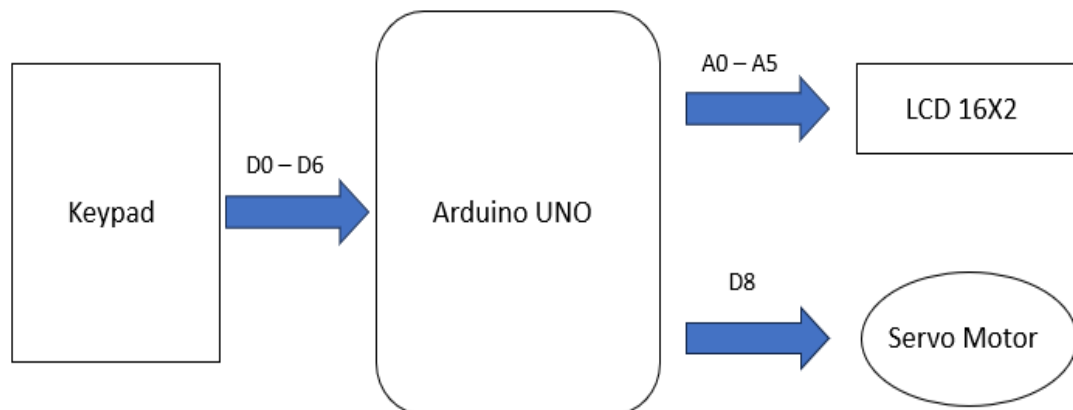 Keypad
D0 – D6
Arduino UNO
A0 – A5
LCD 16X2
D8
Servo Motor